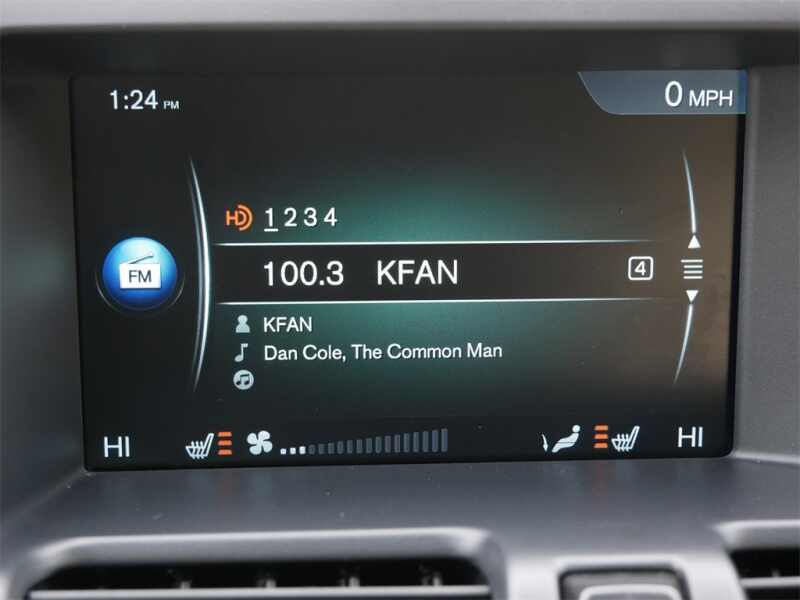 1:24 PM
0 MPH
HD 1 2 3 4
FM
100.3 KFAN 4
KFAN
Dan Cole, The Common Man
HI
HI